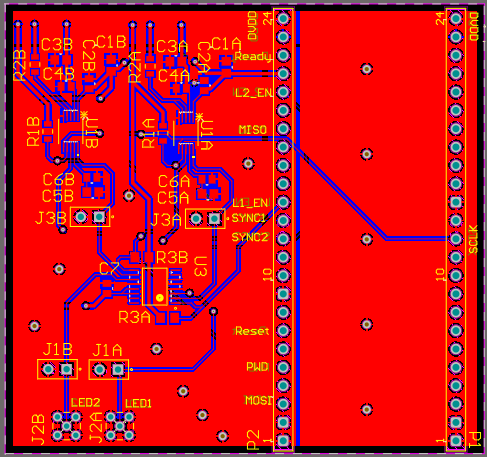 24
DVDD
24
DVDD
C3B
C1B
C2B
R2B
C4B
R2A
C3A
C1A
C2A
C4A
Ready
L2_EN
R1B
U1B
U1A
MISO
C6B
C5B
C6A
C5A
L1_EN
J3B
J3A
SYNC1
SYNC2
SCLK
C7
R3B
U3
10
10
R3A
Reset
J1B
J1A
PWD
LED2
LED1
MOSI
J2B
J2A
P2
1
1
P1